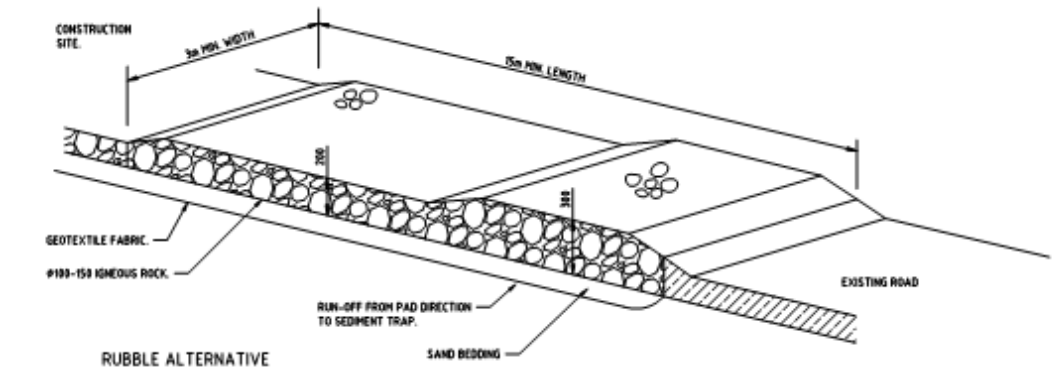 CONSTRUCTION
SITE.
3m MIN. WIDTH
15m MIN. LENGTH
200
300
GEOTEXTILE FABRIC.
Ø100-150 IGNEOUS ROCK.
RUN-OFF FROM PAD DIRECTION
TO SEDIMENT TRAP.
EXISTING ROAD
SAND BEDDING
RUBBLE ALTERNATIVE